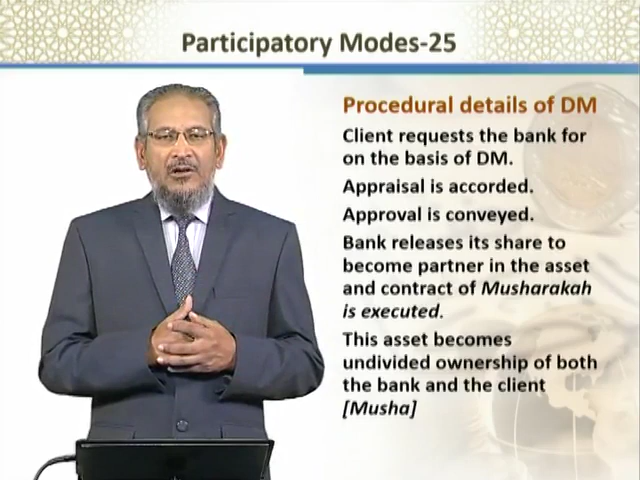 Participatory Modes-25
Procedural details of DM
Client requests the bank for
on the basis of DM.
Appraisal is accorded.
Approval is conveyed.
Bank releases its share to
become partner in the asset
and contract of Musharakah
is executed.
This asset becomes
undivided ownership of both
the bank and the client
[Musha]